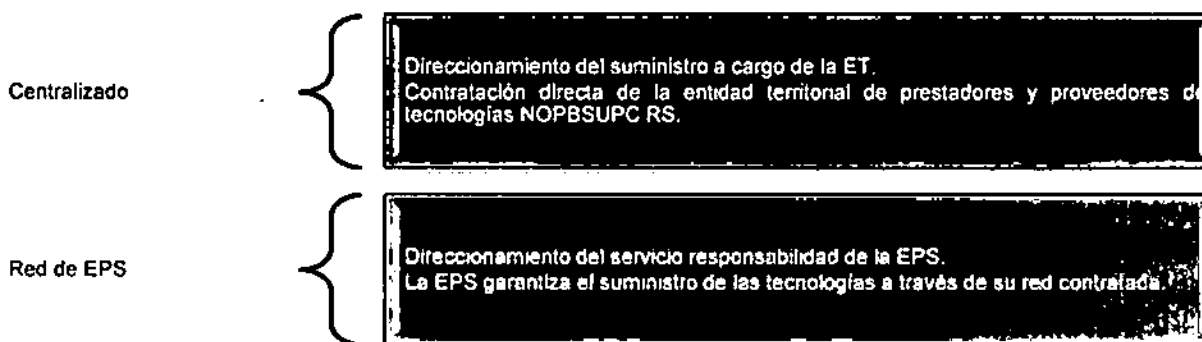 Centralizado
Direccionamiento del suministro a cargo de la ET.
Contratación directa de la entidad territorial de prestadores y proveedores de
tecnologías NOPBSUPC RS.
Red de EPS
Direccionamiento del servicio responsabilidad de la EPS.
La EPS garantiza el suministro de las tecnologías a través de su red contratada.